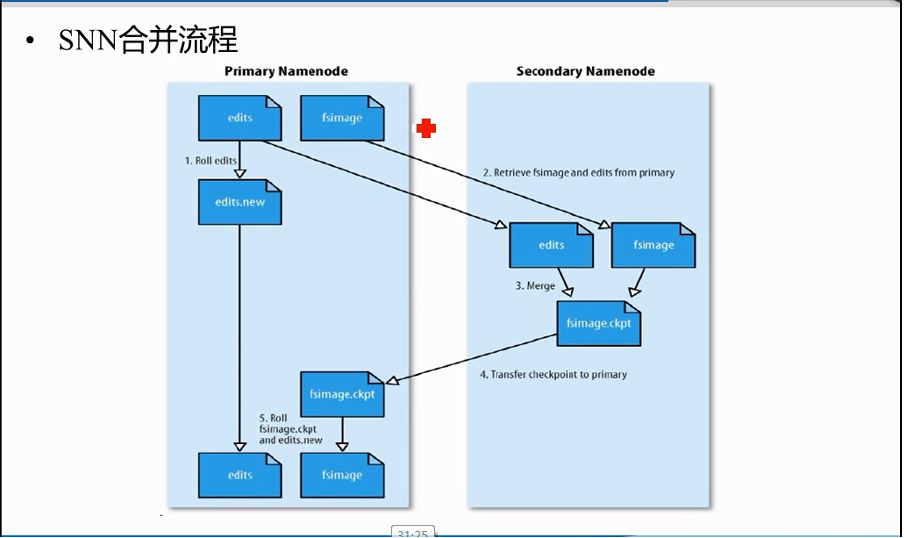 • SNN合并流程
Primary Namenode
Secondary Namenode
edits
fsimage
1. Roll edits
2. Retrieve fsimage and edits from primary
edits.new
edits
fsimage
3. Merge
fsimage.ckpt
4. Transfer checkpoint to primary
fsimage.ckpt
5. Roll
fsimage.ckpt
and edits.new
edits
fsimage
31:25